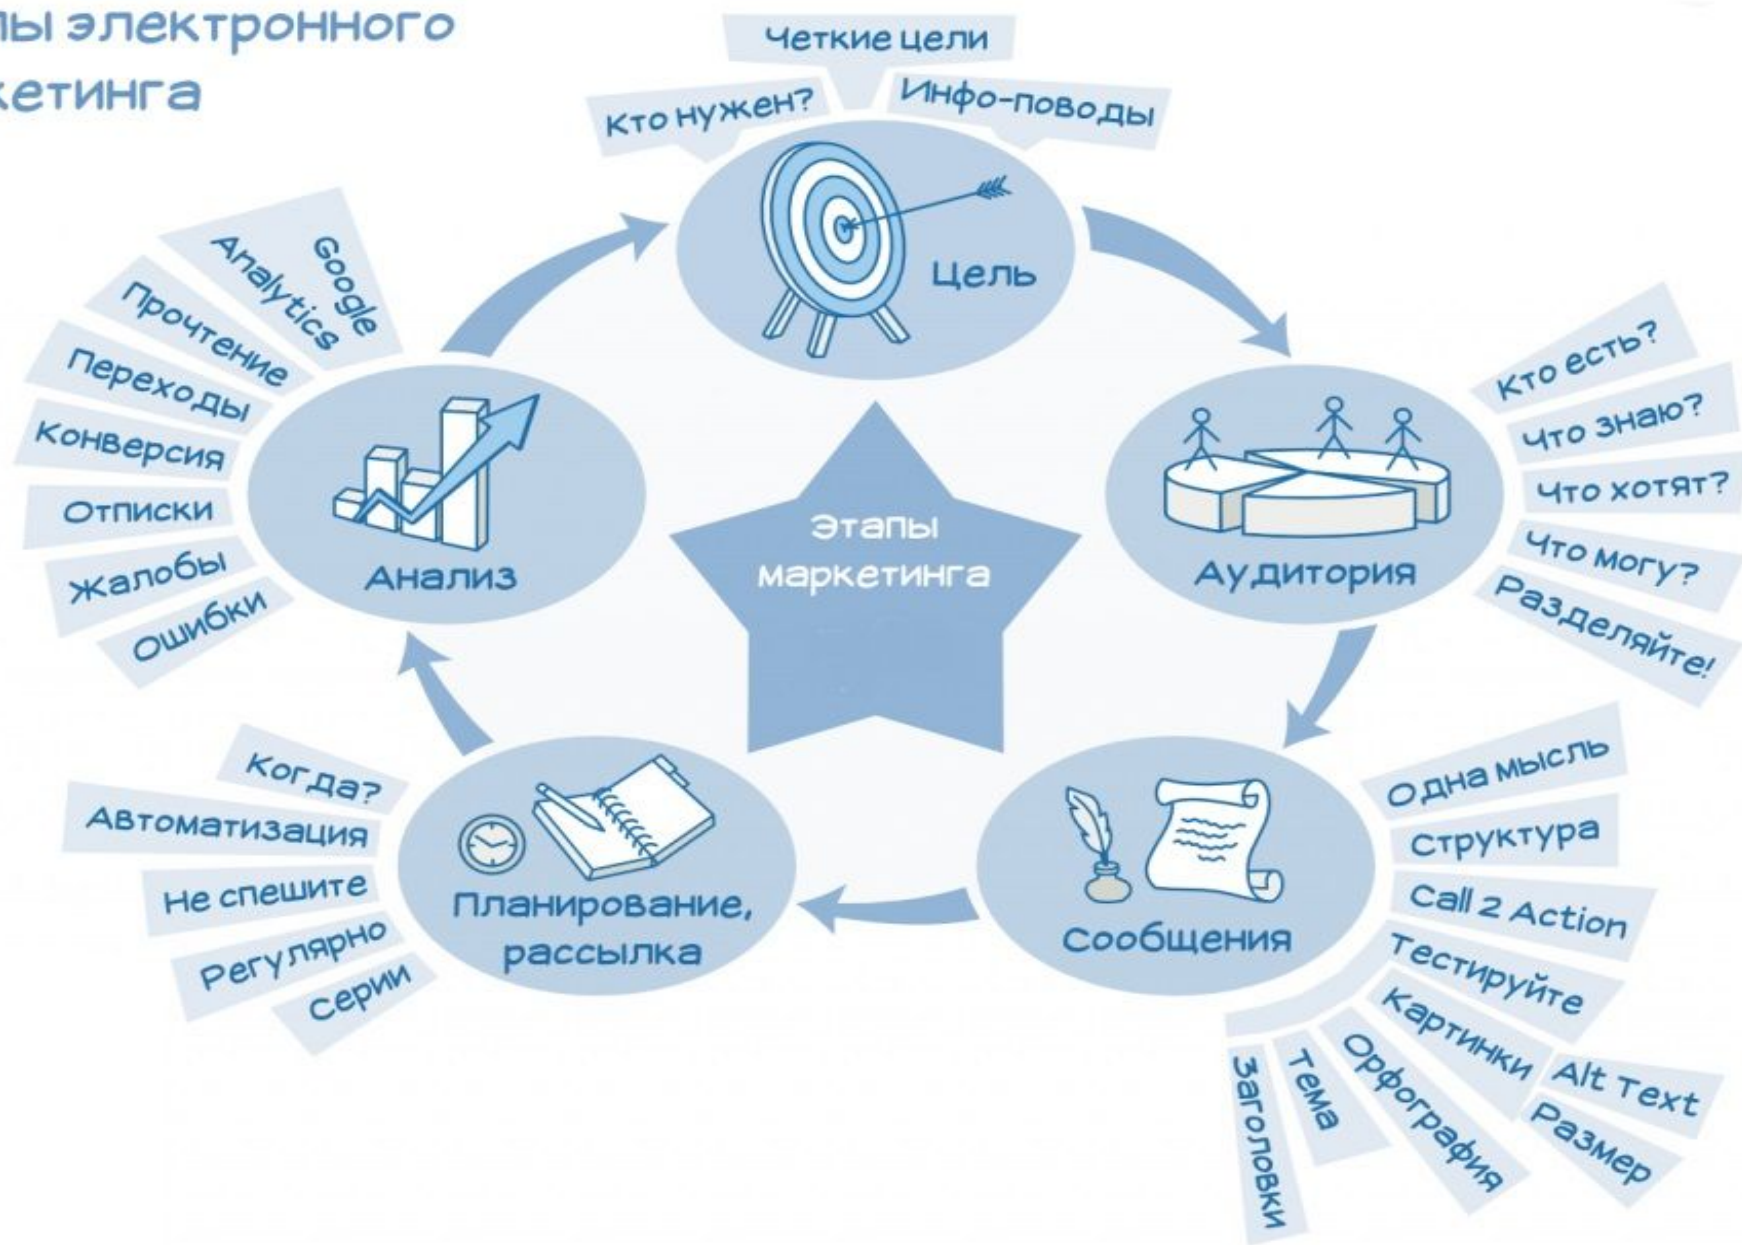 пы электронного
кетинга
Четкие цели
Кто нужен?
Инфо-поводы
Цель
Кто есть?
Что знаю?
Что хотят?
Что могу?
Разделяйте!
Аудитория
Одна мысль
Структура
Call 2 Action
Тестируйте
Картинки
Alt Text
Размер
Орфография
Тема
Заголовки
Сообщения
Планирование,
рассылка
Когда?
Автоматизация
Не спешите
Регулярно
Серии
Анализ
Google
Analytics
Прочтение
Переходы
Конверсия
Отписки
Жалобы
Ошибки
Этапы
маркетинга